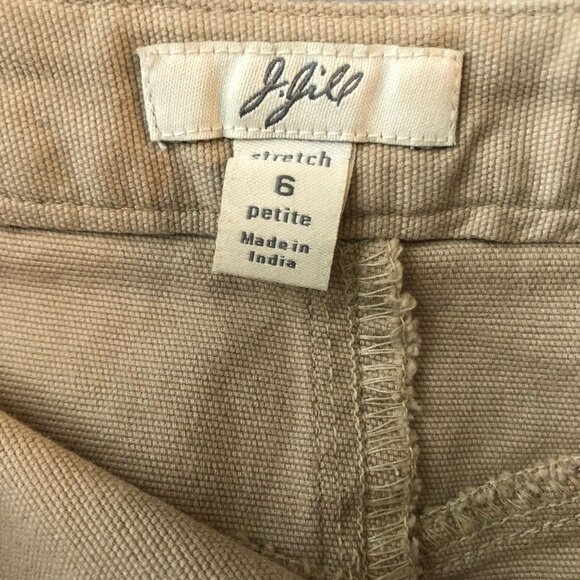 J.Jill
stretch
6
petite
Made in
India